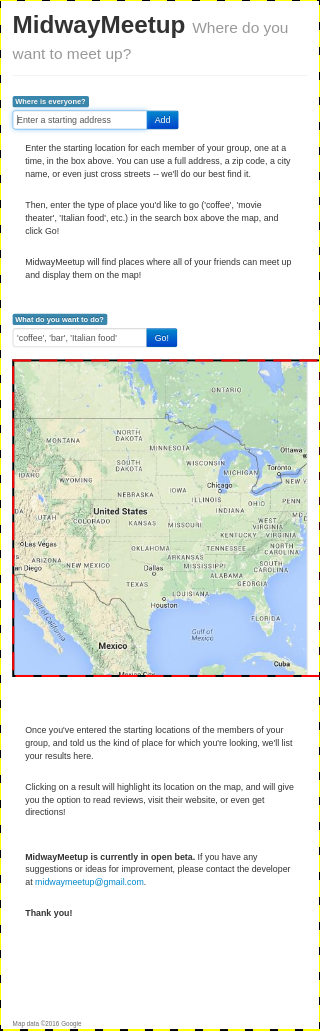 MidwayMeetup Where do you
want to meet up?
Where is everyone?
Enter a starting address Add
Enter the starting location for each member of your group, one at a
time, in the box above. You can use a full address, a zip code, a city
name, or even just cross streets -- we'll do our best find it.
Then, enter the type of place you'd like to go ('coffee', 'movie
theater', 'Italian food', etc.) in the search box above the map, and
click Go!
MidwayMeetup will find places where all of your friends can meet up
and display them on the map!
What do you want to do?
'coffee', 'bar', 'Italian food' Go!
ONTARIO
NORTH
DAKOTA
MONTANA
MINNESOTA
Ottawa
WISCONSIN
SOUTH
DAKOTA
MICHIGAN
Toronto
IDAHO
WYOMING
NEW Y
Chicago
IOWA
NEBRASKA
ILLINOIS
OHIO
PENN
INDIANA
United States
UTAH
COLORADO
KANSAS
MISSOURI
WEST
VIRGINIA
MD
KENTUCKY
VIRGINIA
Las Vegas
OKLAHOMA
TENNESSEE
NORTH
CAROLINA
ARIZONA
NEW MEXICO
ARKANSAS
an Diego
Dallas
MISSISSIPPI
SOUTH
CAROLINA
ALABAMA
TEXAS
GEORGIA
LOUISIANA
Houston
Gulf of California
FLORIDA
Gulf of
Mexico
Mexico
Cuba
Mexico City
Once you've entered the starting locations of the members of your
group, and told us the kind of place for which you're looking, we'll list
your results here.
Clicking on a result will highlight its location on the map, and will give
you the option to read reviews, visit their website, or even get
directions!
MidwayMeetup is currently in open beta. If you have any
suggestions or ideas for improvement, please contact the developer
at midwaymeetup@gmail.com.
Thank you!
Map data ©2016 Google